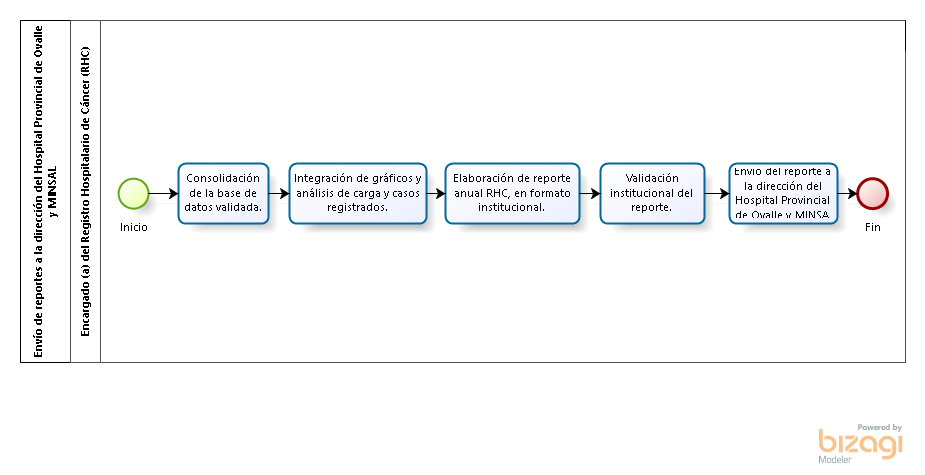 Envío de reportes a la dirección del Hospital Provincial de Ovalle
y MINSAL
Encargado (a) del Registro Hospitalario de Cáncer (RHC)
Inicio
Consolidación
de la base de
datos validada.
Integración de gráficos y
análisis de carga y casos
registrados.
Elaboración de reporte
anual RHC, en formato
institucional.
Validación
institucional del
reporte.
Envío del reporte a
la dirección del
Hospital Provincial
de Ovalle y MINSA
Fin
Powered by
bizagi
Modeler